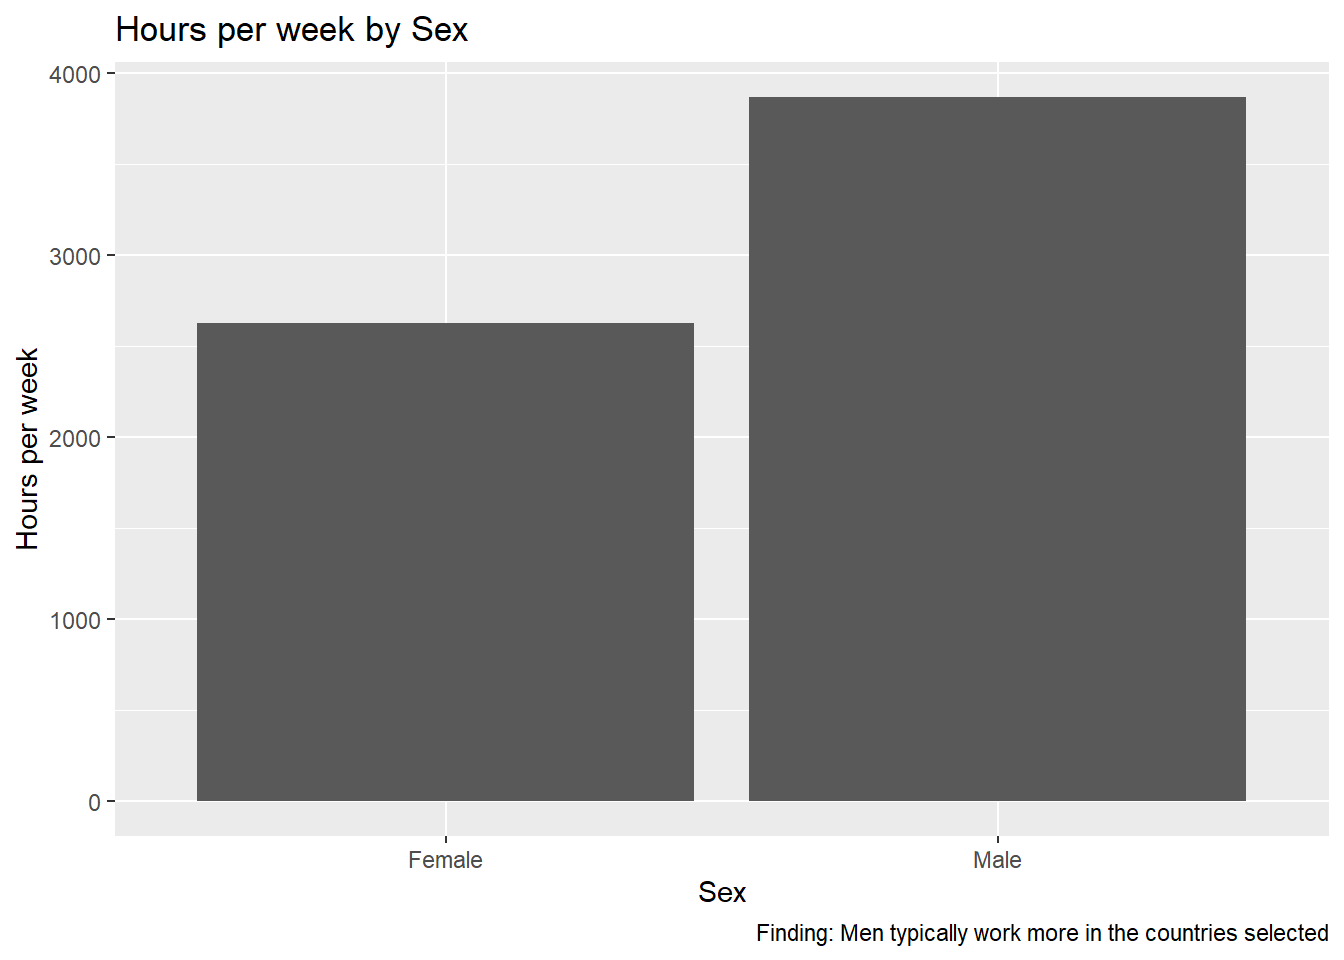 Hours per week by Sex
4000
3000
2000
1000
0
Hours per week
Female
Male
Sex
Finding: Men typically work more in the countries selected